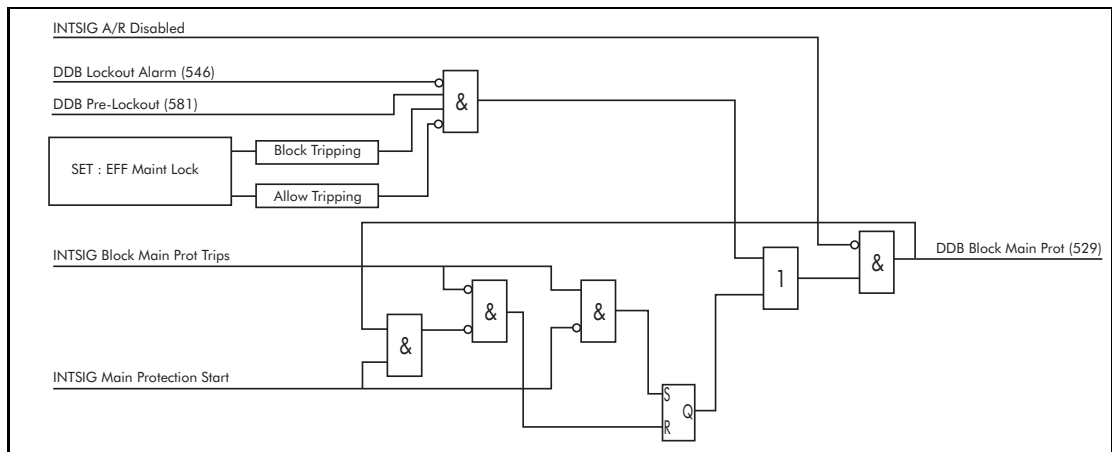 INTSIG A/R Disabled
DDB Lockout Alarm (546)
DDB Pre-Lockout (581)
&
SET : EFF Maint Lock
Block Tripping
Allow Tripping
INTSIG Block Main Prot Trips
DDB Block Main Prot (529)
&
1
&
&
&
INTSIG Main Protection Start
S
Q
R